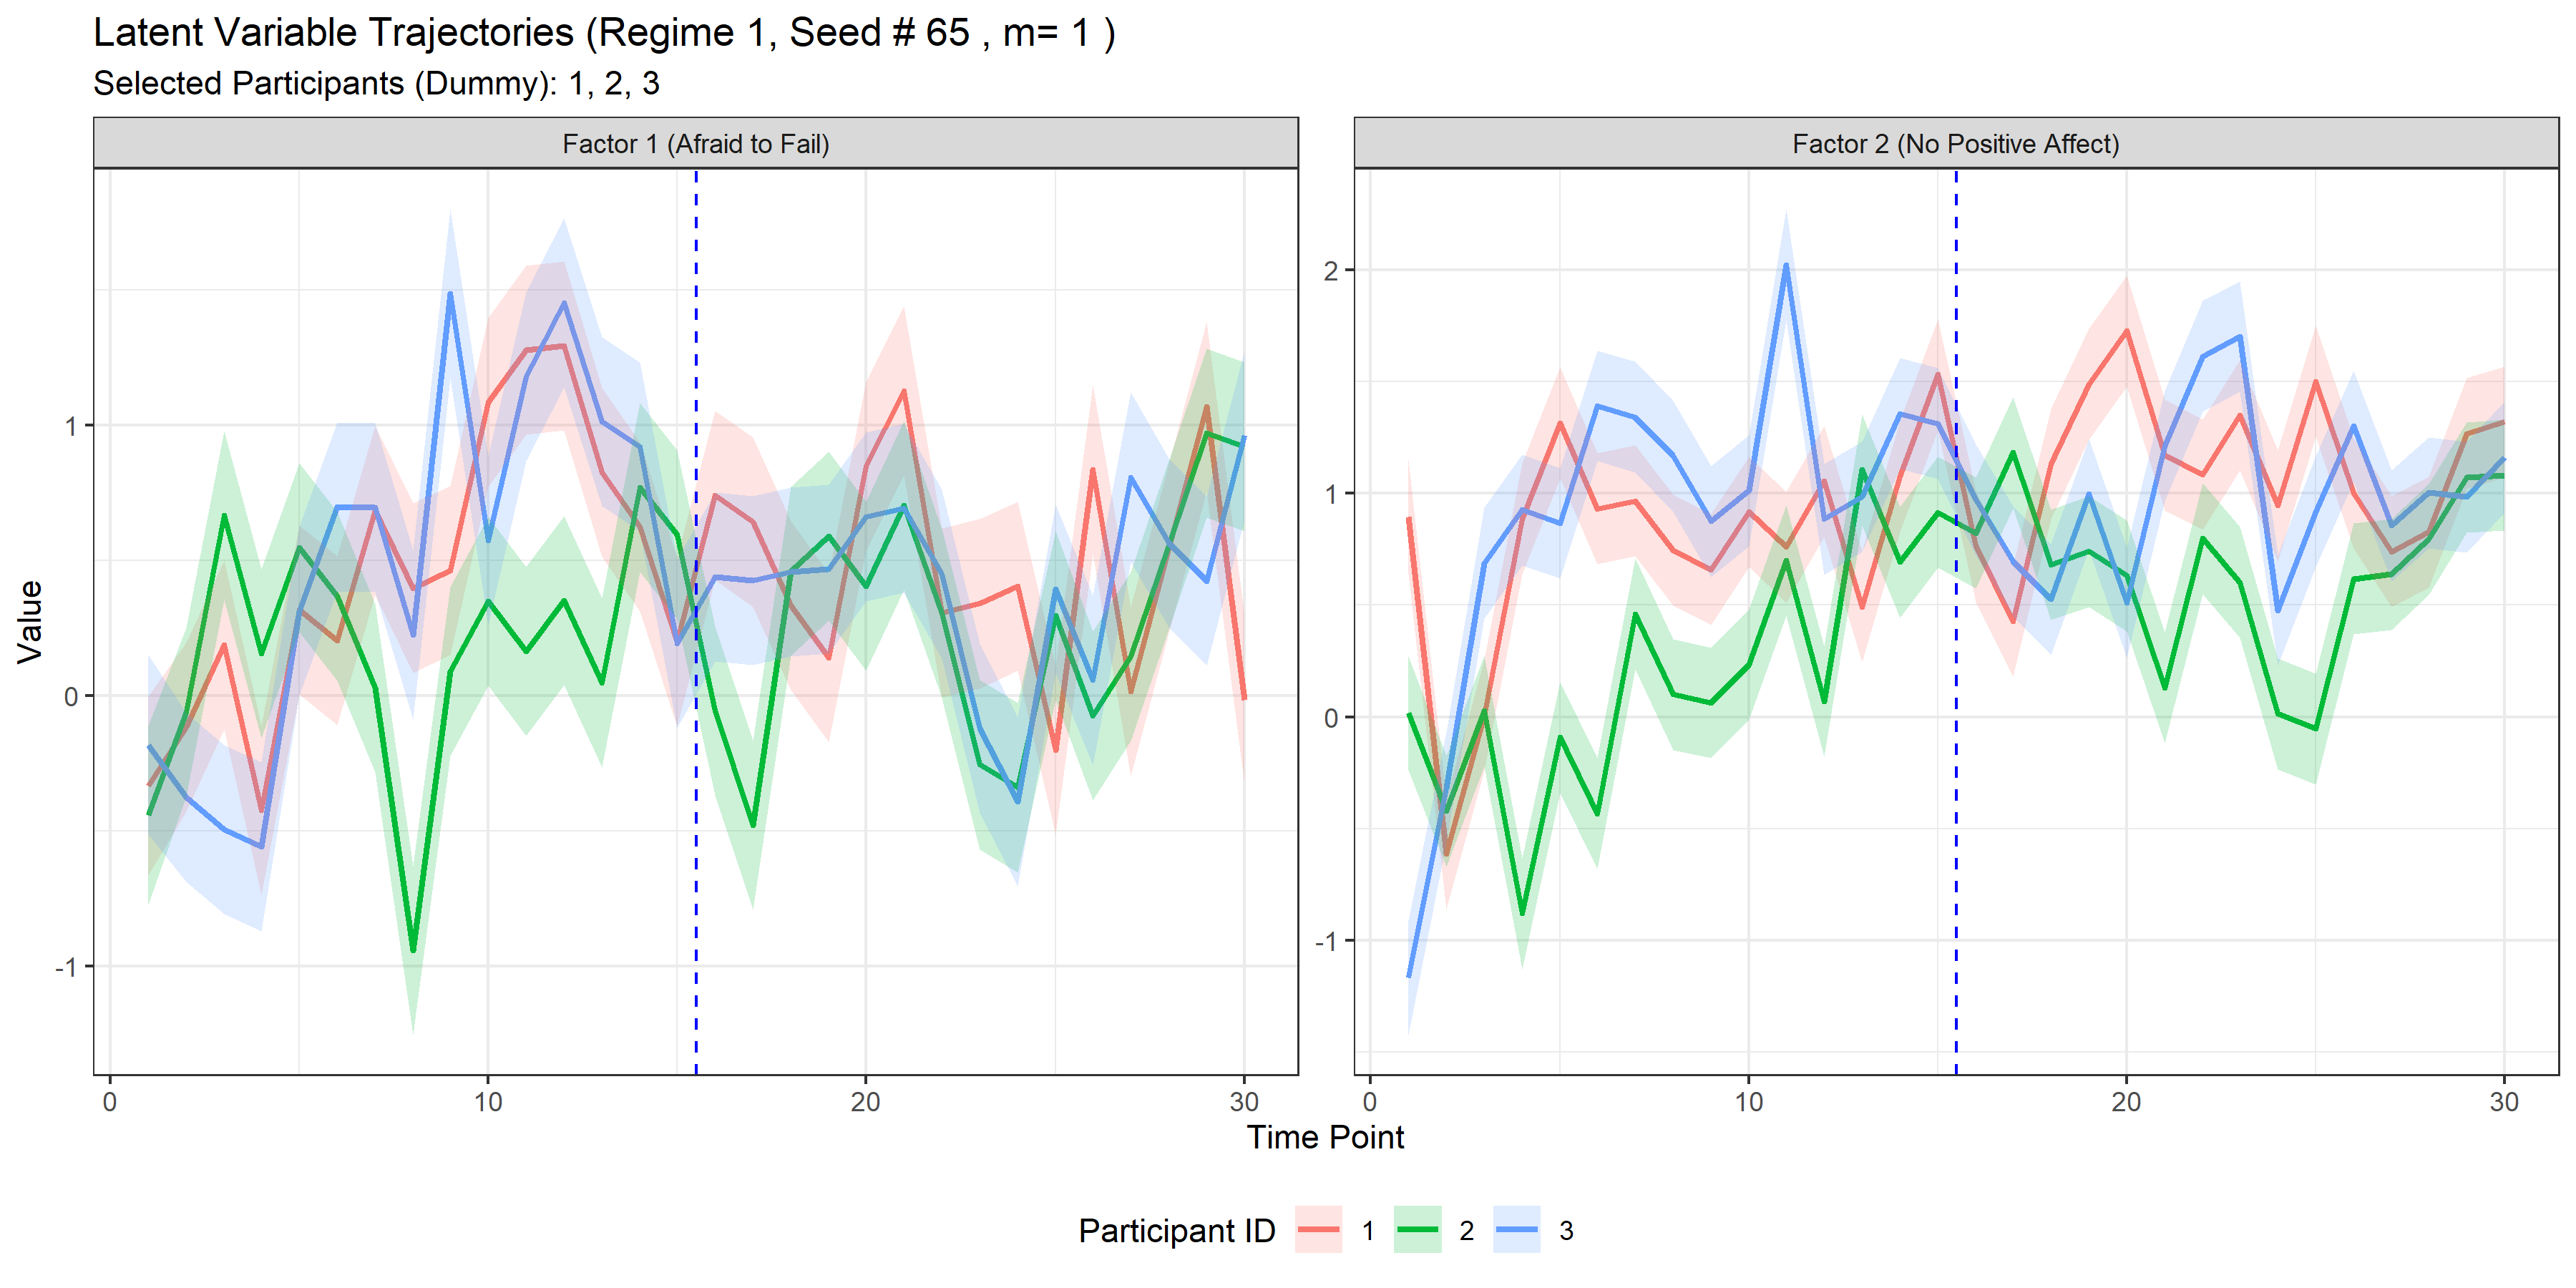 Latent Variable Trajectories (Regime 1, Seed # 65 , m= 1 )
Selected Participants (Dummy): 1, 2, 3
Factor 1 (Afraid to Fail)
Factor 2 (No Positive Affect)
Value
1
0
-1
2
1
0
-1
0 10 20 30
0 10 20 30
Time Point
Participant ID 1 2 3